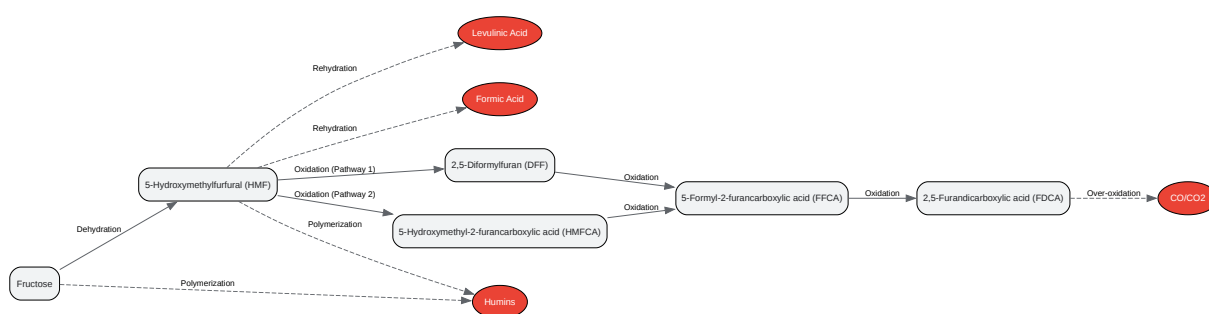 Levulinic Acid
Rehydration
Formic Acid
Rehydration
2,5-Diformylfuran (DFF)
Oxidation (Pathway 1)
Oxidation
5-Hydroxymethylfurfural (HMF)
Oxidation (Pathway 2)
5-Formyl-2-furancarboxylic acid (FFCA)
Oxidation
2,5-Furandicarboxylic acid (FDCA)
Over-oxidation
CO/CO2
Oxidation
Polymerization
5-Hydroxymethyl-2-furancarboxylic acid (HMFCA)
Dehydration
Fructose
Polymerization
Humins